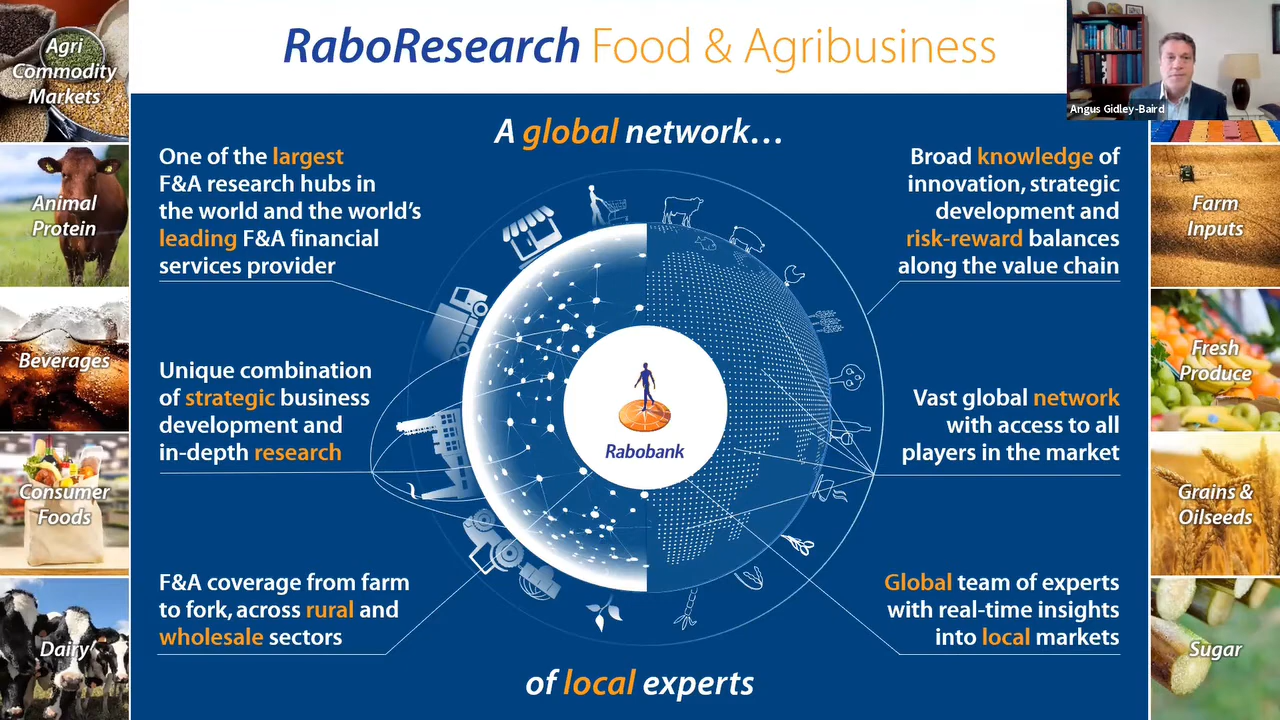 RaboResearch Food & Agribusiness
Angus Gidley-Baird
Agri
Commodity
Markets
Animal
Protein
Beverages
Consumer
Foods
Dairy
A global network...
One of the largest
F&A research hubs in
the world and the world's
leading F&A financial
services provider
Unique combination
of strategic business
development and
in-depth research
F&A coverage from farm
to fork, across rural and
wholesale sectors
Rabobank
Broad knowledge of
innovation, strategic
development and
risk-reward balances
along the value chain
Vast global network
with access to all
players in the market
Global team of experts
with real-time insights
into local markets
of local experts
Farm
Inputs
Fresh
Produce
Grains &
Oilseeds
Sugar